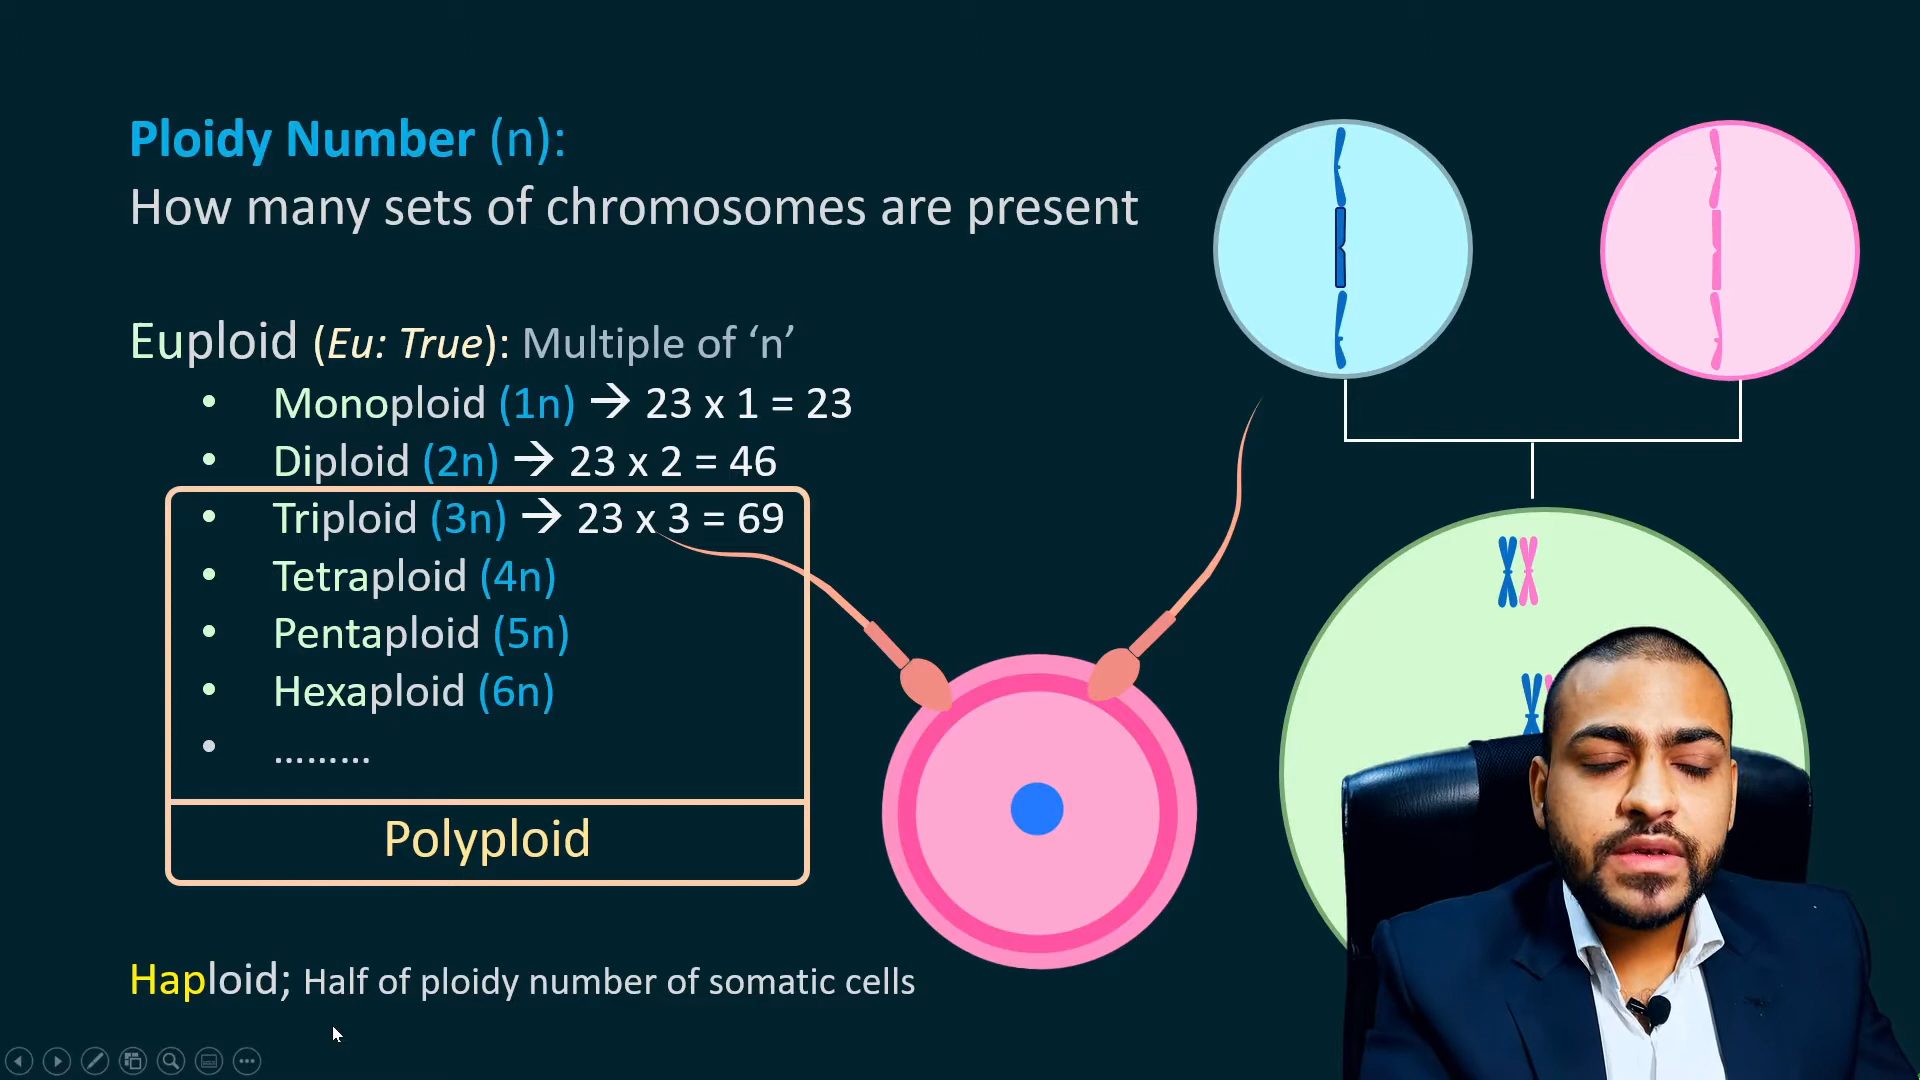 Ploidy Number (n):
How many sets of chromosomes are present
Euploid (Eu: True): Multiple of ‘n’
• Monoploid (1n) → 23 x 1 = 23
• Diploid (2n) → 23 x 2 = 46
• Triploid (3n) → 23 x 3 = 69
• Tetraploid (4n)
• Pentaploid (5n)
• Hexaploid (6n)
• .........
Polyploid
Haploid; Half of ploidy number of somatic cells